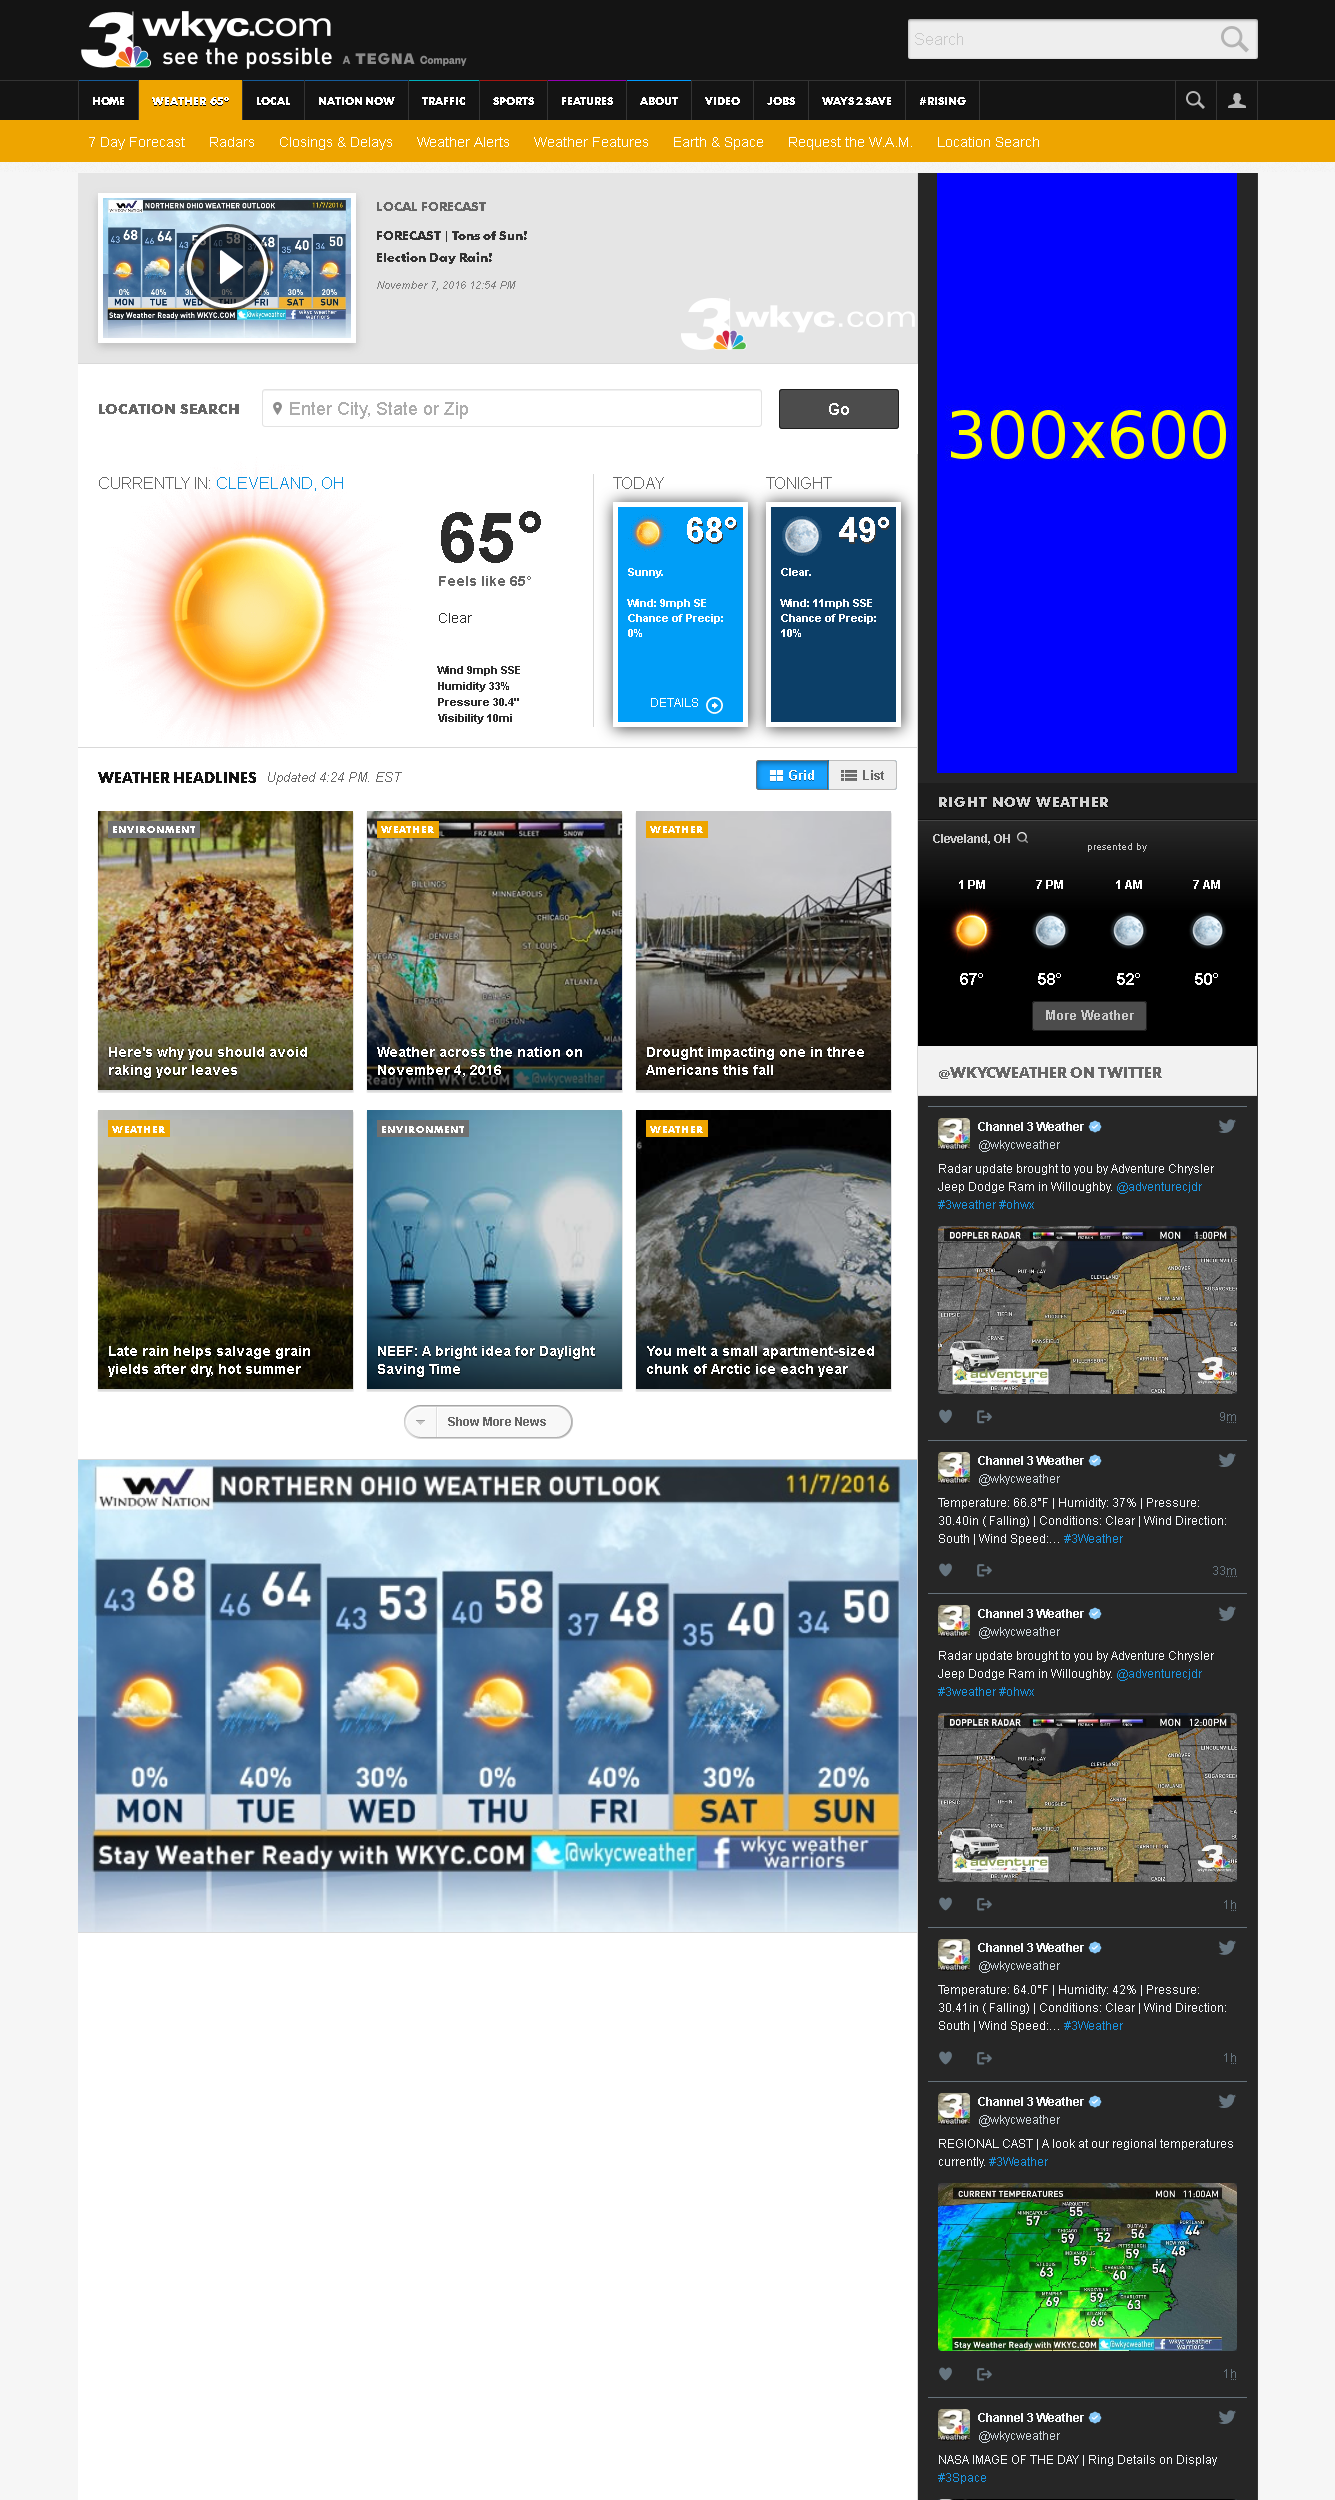 3 wkyc.com
see the possible A TEGNA Company
Search
HOME WEATHER 65° LOCAL NATION NOW TRAFFIC SPORTS FEATURES ABOUT VIDEO JOBS WAYS 2 SAVE #RISING
7 Day Forecast Radars Closings & Delays Weather Alerts Weather Features Earth & Space Request the W.A.M. Location Search
LOCAL FORECAST
FORECAST | Tons of Sun!
Election Day Rain!
November 7, 2016 12:54 PM
3 wkyc.com
300x600
LOCATION SEARCH Enter City, State or Zip Go
CURRENTLY IN: CLEVELAND, OH
65°
Feels like 65°
Clear
Wind 9mph SSE
Humidity 33%
Pressure 30.4"
Visibility 10mi
TODAY
68°
Sunny.
Wind: 9mph SE
Chance of Precip:
0%
DETAILS
TONIGHT
49°
Clear.
Wind: 11mph SSE
Chance of Precip:
10%
WEATHER HEADLINES Updated 4:24 PM. EST
Grid List
ENVIRONMENT
Here's why you should avoid
raking your leaves
WEATHER
Weather across the nation on
November 4, 2016
WEATHER
Drought impacting one in three
Americans this fall
WEATHER
Late rain helps salvage grain
yields after dry, hot summer
ENVIRONMENT
NEEF: A bright idea for Daylight
Saving Time
WEATHER
You melt a small apartment-sized
chunk of Arctic ice each year
Show More News
WINDOW NATION
NORTHERN OHIO WEATHER OUTLOOK 11/7/2016
43 68 46 64 43 53 40 58 37 48 35 40 34 50
0% 40% 30% 0% 40% 30% 20%
MON TUE WED THU FRI SAT SUN
Stay Weather Ready with WKYC.COM @wkycweather f wkyc weather
warriors
RIGHT NOW WEATHER
Cleveland, OH
presented by
1 PM 7 PM 1 AM 7 AM
67° 58° 52° 50°
More Weather
@WKYCWEATHER ON TWITTER
Channel 3 Weather
@wkycweather
Radar update brought to you by Adventure Chrysler
Jeep Dodge Ram in Willoughby. @adventurecjdr
#3weather #ohwx
DOPPLER RADAR MON 1:00PM
adventure
9m
Channel 3 Weather
@wkycweather
Temperature: 66.8°F | Humidity: 37% | Pressure:
30.40in ( Falling) | Conditions: Clear | Wind Direction:
South | Wind Speed:... #3Weather
33m
Channel 3 Weather
@wkycweather
Radar update brought to you by Adventure Chrysler
Jeep Dodge Ram in Willoughby. @adventurecjdr
#3weather #ohwx
DOPPLER RADAR MON 12:00PM
adventure
1h
Channel 3 Weather
@wkycweather
Temperature: 64.0°F | Humidity: 42% | Pressure:
30.41in ( Falling) | Conditions: Clear | Wind Direction:
South | Wind Speed:... #3Weather
1h
Channel 3 Weather
@wkycweather
REGIONAL CAST | A look at our regional temperatures
currently. #3Weather
CURRENT TEMPERATURES MON 11:00AM
Stay Weather Ready with WKYC.COM @wkycweather f wkyc weather
warriors
1h
Channel 3 Weather
@wkycweather
NASA IMAGE OF THE DAY | Ring Details on Display
#3Space